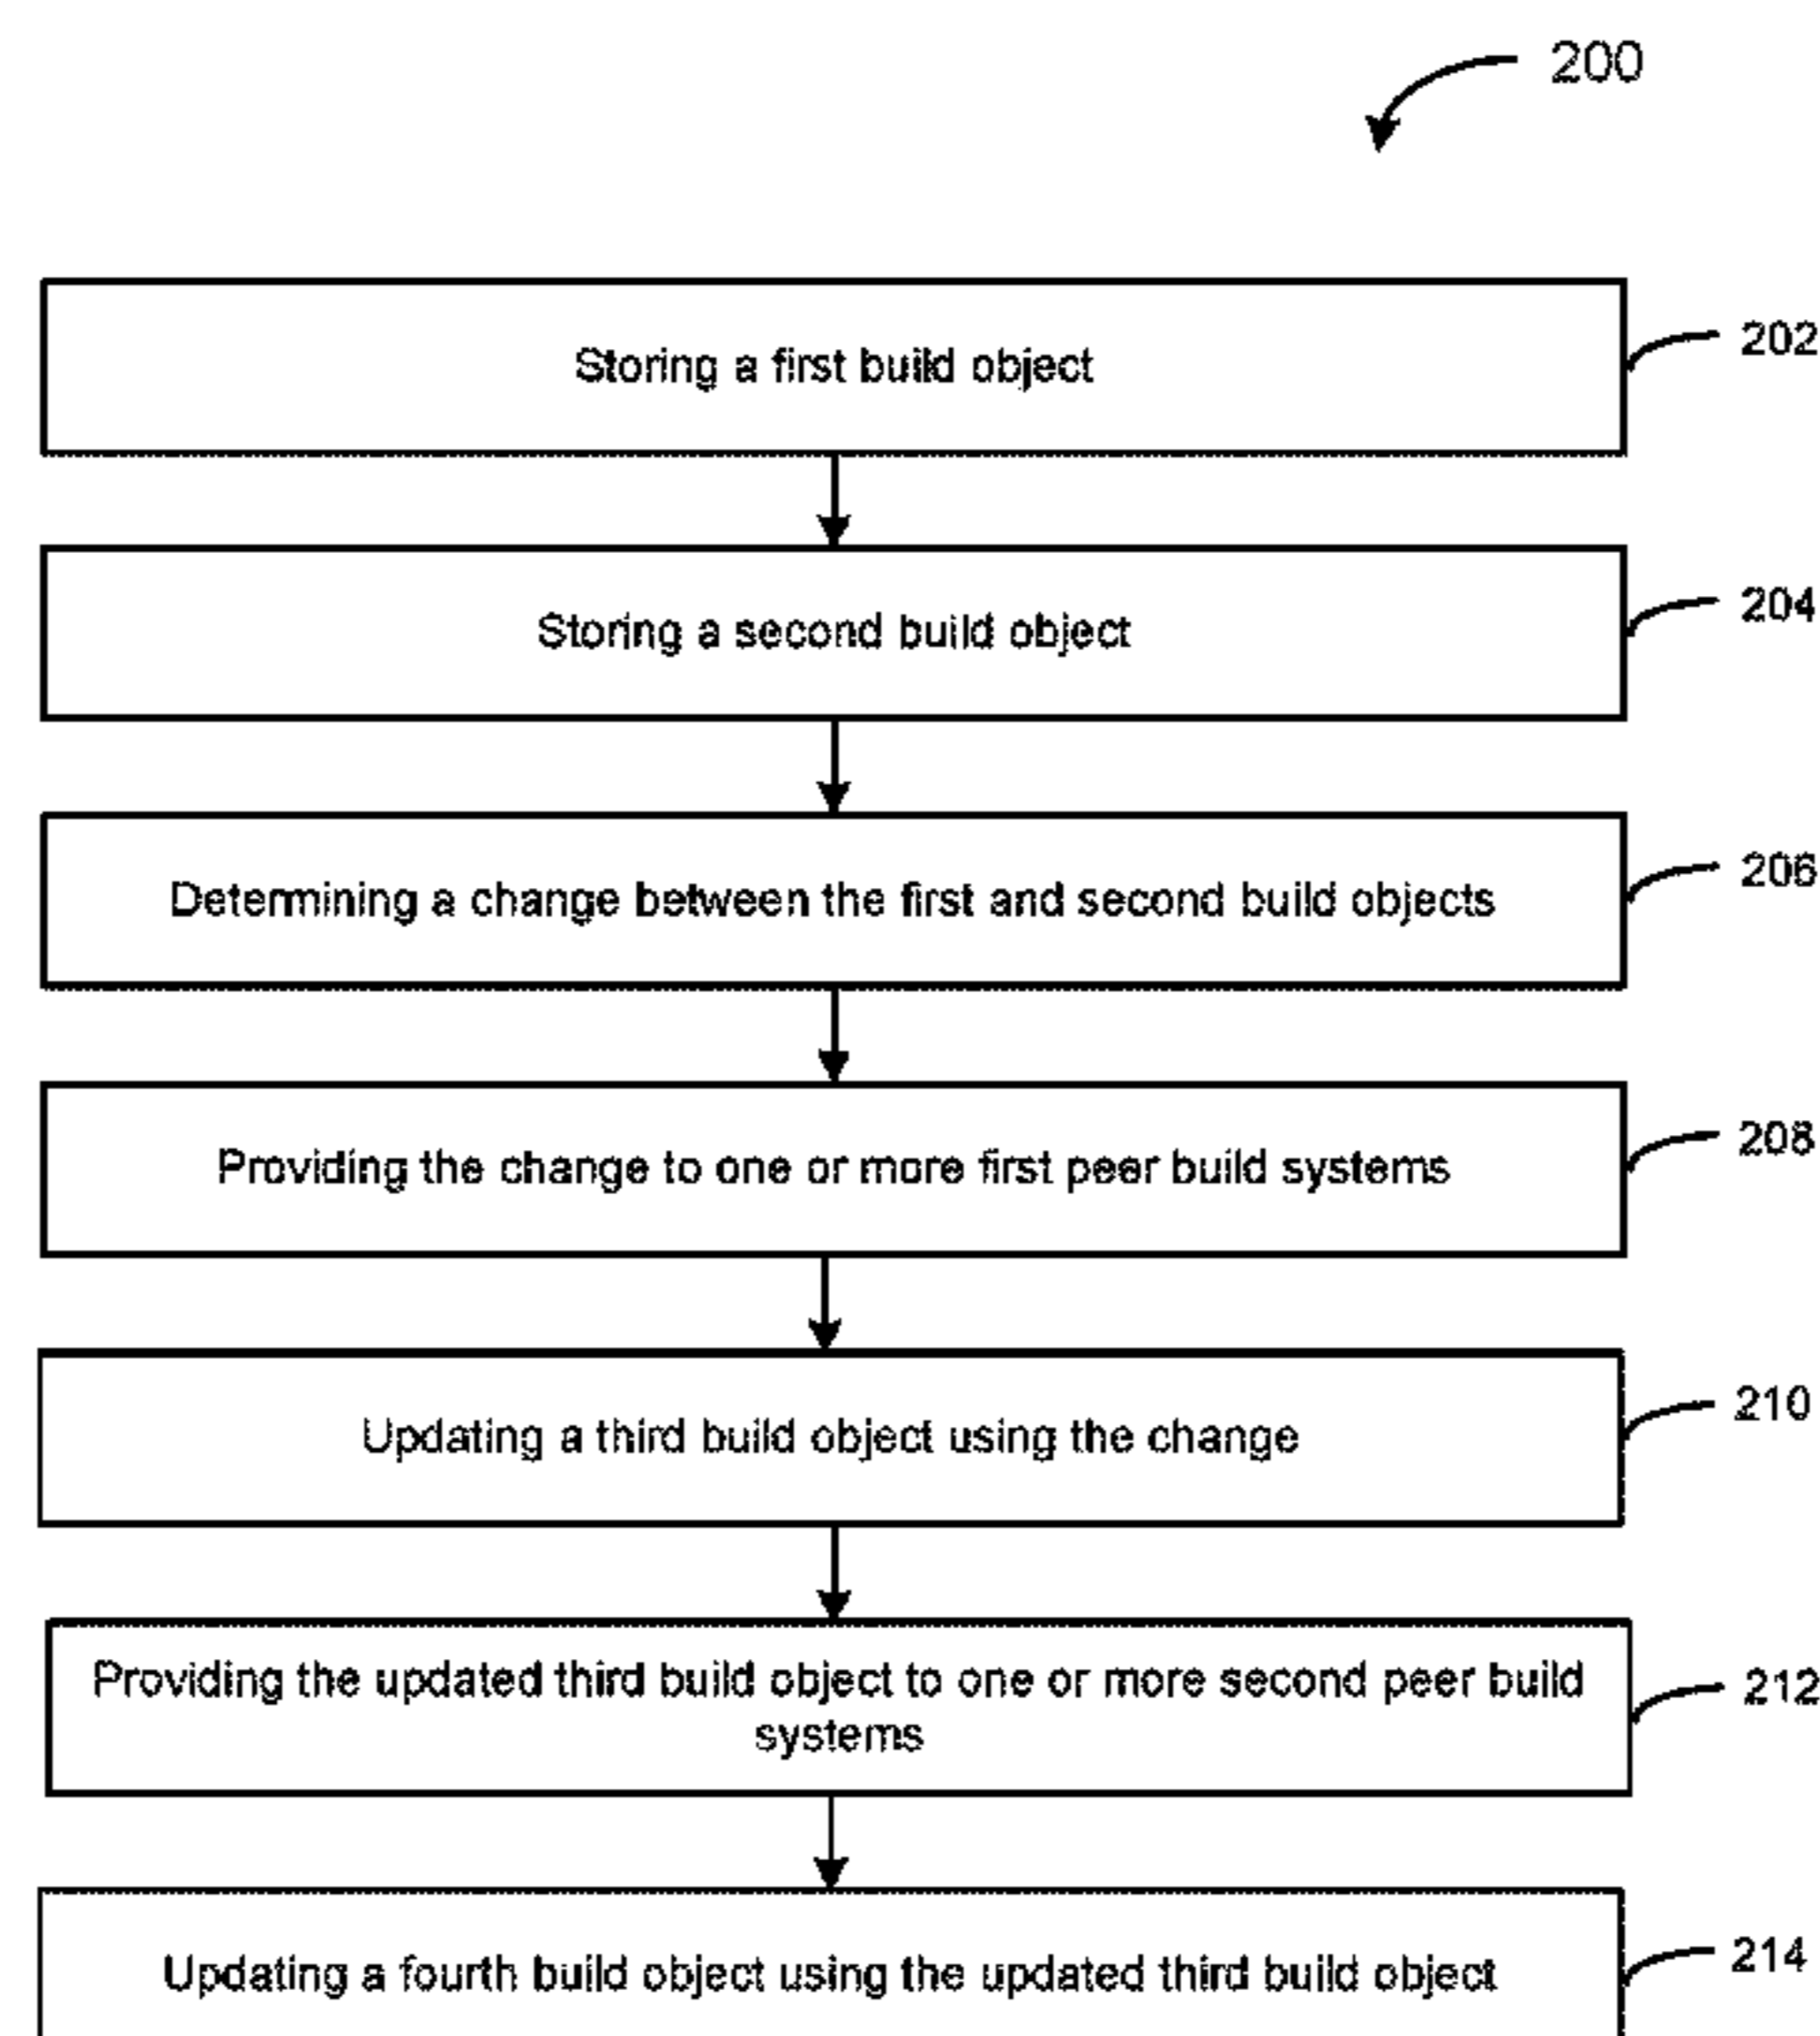 200
Storing a first build object
202
Storing a second build object
204
Determining a change between the first and second build objects
206
Providing the change to one or more first peer build systems
208
Updating a third build object using the change
210
Providing the updated third build object to one or more second peer build
systems
212
Updating a fourth build object using the updated third build object
214